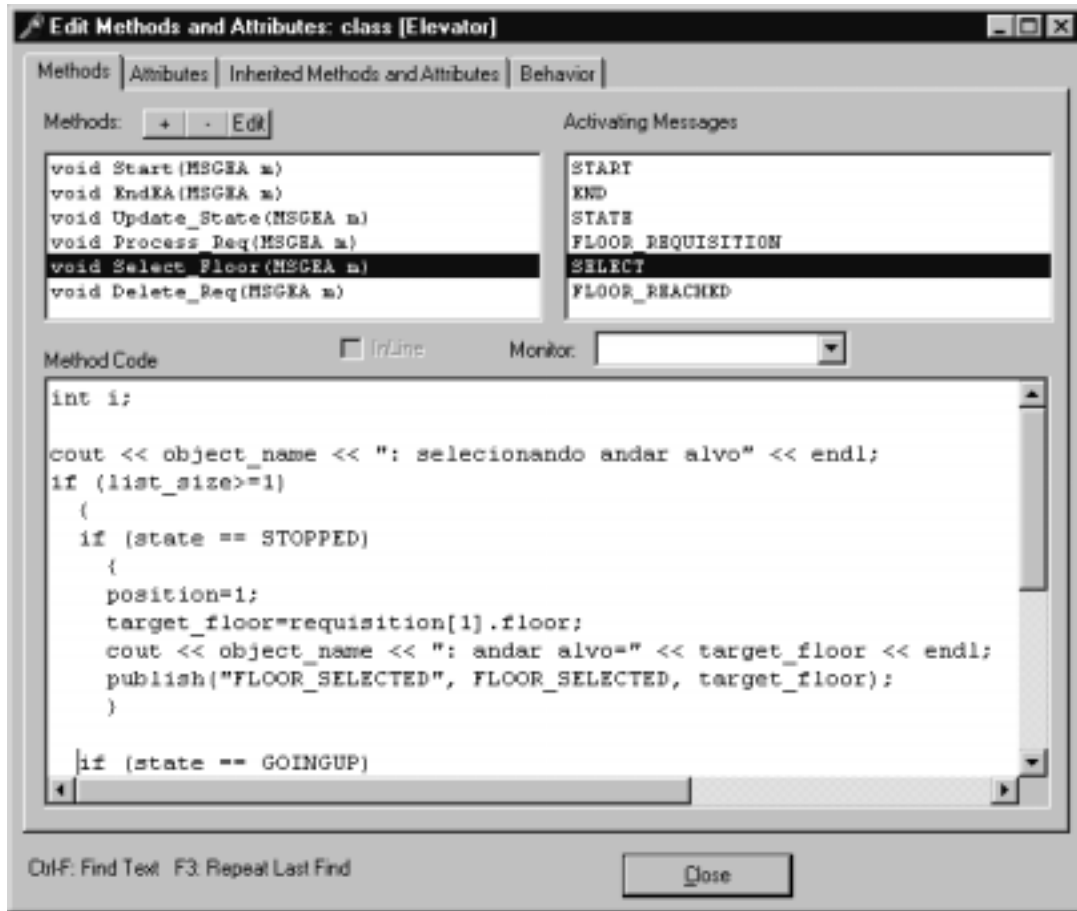 Edit Methods and Attributes: class [Elevator]
Methods Attributes Inherited Methods and Attributes Behavior
Methods: + - Edit Activating Messages
void Start(MSGEA m)
void EndEA(MSGEA m)
void Update_State(MSGEA m)
void Process_Req(MSGEA m)
void Select_Floor(MSGEA m)
void Delete_Req(MSGEA m)
START
END
STATE
FLOOR_REQUISITION
SELECT
FLOOR_REACHED
Method Code InLine Monitor:
int i;
cout << object_name << ": selecionando andar alvo" << endl;
if (list_size>=1)
{
if (state == STOPPED)
{
position=1;
target_floor=requisition[1].floor;
cout << object_name << ": andar alvo=" << target_floor << endl;
publish("FLOOR_SELECTED", FLOOR_SELECTED, target_floor);
}
if (state == GOINGUP)
Ctrl-F: Find Text F3: Repeat Last Find Close